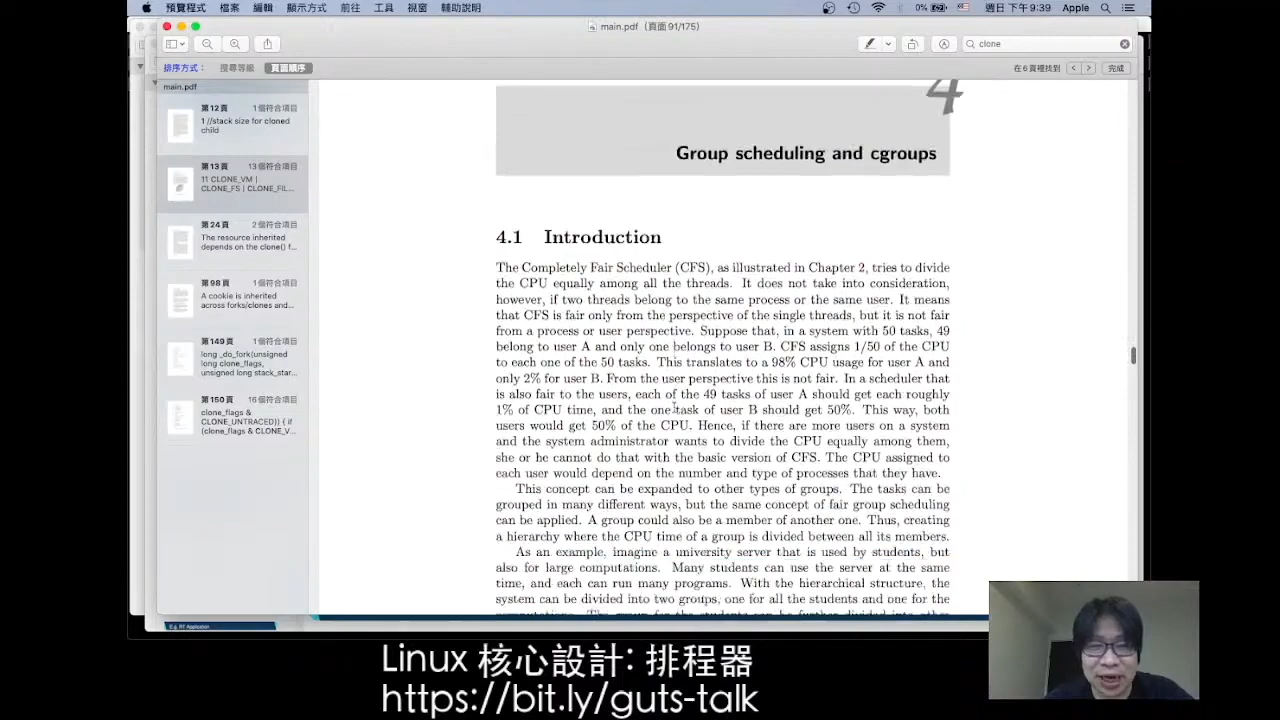 預覽程式 檔案 編輯 顯示方式 前往 工具 視窗 輔助說明
0%
週日 下午 9:39 Apple
main.pdf (頁面 91/175)
clone
排序方式: 搜尋等級 頁面順序
在 6 頁裡找到 完成
main.pdf
第 12 頁 1 個符合項目
1 //stack size for cloned
child
第 13 頁 13 個符合項目
11 CLONE_VM |
CLONE_FS | CLONE_FIL...
第 24 頁 2 個符合項目
The resource inherited
depends on the clone() f...
第 98 頁 1 個符合項目
A cookie is inherited
across forks/clones and...
第 149 頁 1 個符合項目
long _do_fork(unsigned
long clone_flags,
unsigned long stack_star...
第 150 頁 16 個符合項目
clone_flags &
CLONE_UNTRACED)) { if
(clone_flags & CLONE_V...
4
Group scheduling and cgroups
4.1 Introduction
The Completely Fair Scheduler (CFS), as illustrated in Chapter 2, tries to divide
the CPU equally among all the threads. It does not take into consideration,
however, if two threads belong to the same process or the same user. It means
that CFS is fair only from the perspective of the single threads, but it is not fair
from a process or user perspective. Suppose that, in a system with 50 tasks, 49
belong to user A and only one belongs to user B. CFS assigns 1/50 of the CPU
to each one of the 50 tasks. This translates to a 98% CPU usage for user A and
only 2% for user B. From the user perspective this is not fair. In a scheduler that
is also fair to the users, each of the 49 tasks of user A should get each roughly
1% of CPU time, and the one task of user B should get 50%. This way, both
users would get 50% of the CPU. Hence, if there are more users on a system
and the system administrator wants to divide the CPU equally among them,
she or he cannot do that with the basic version of CFS. The CPU assigned to
each user would depend on the number and type of processes that they have.
This concept can be expanded to other types of groups. The tasks can be
grouped in many different ways, but the same concept of fair group scheduling
can be applied. A group could also be a member of another one. Thus, creating
a hierarchy where the CPU time of a group is divided between all its members.
As an example, imagine a university server that is used by students, but
also for large computations. Many students can use the server at the same
time, and each can run many programs. With the hierarchical structure, the
system can be divided into two groups, one for all the students and one for the
E.g. RT Application
Linux 核心設計: 排程器
https://bit.ly/guts-talk